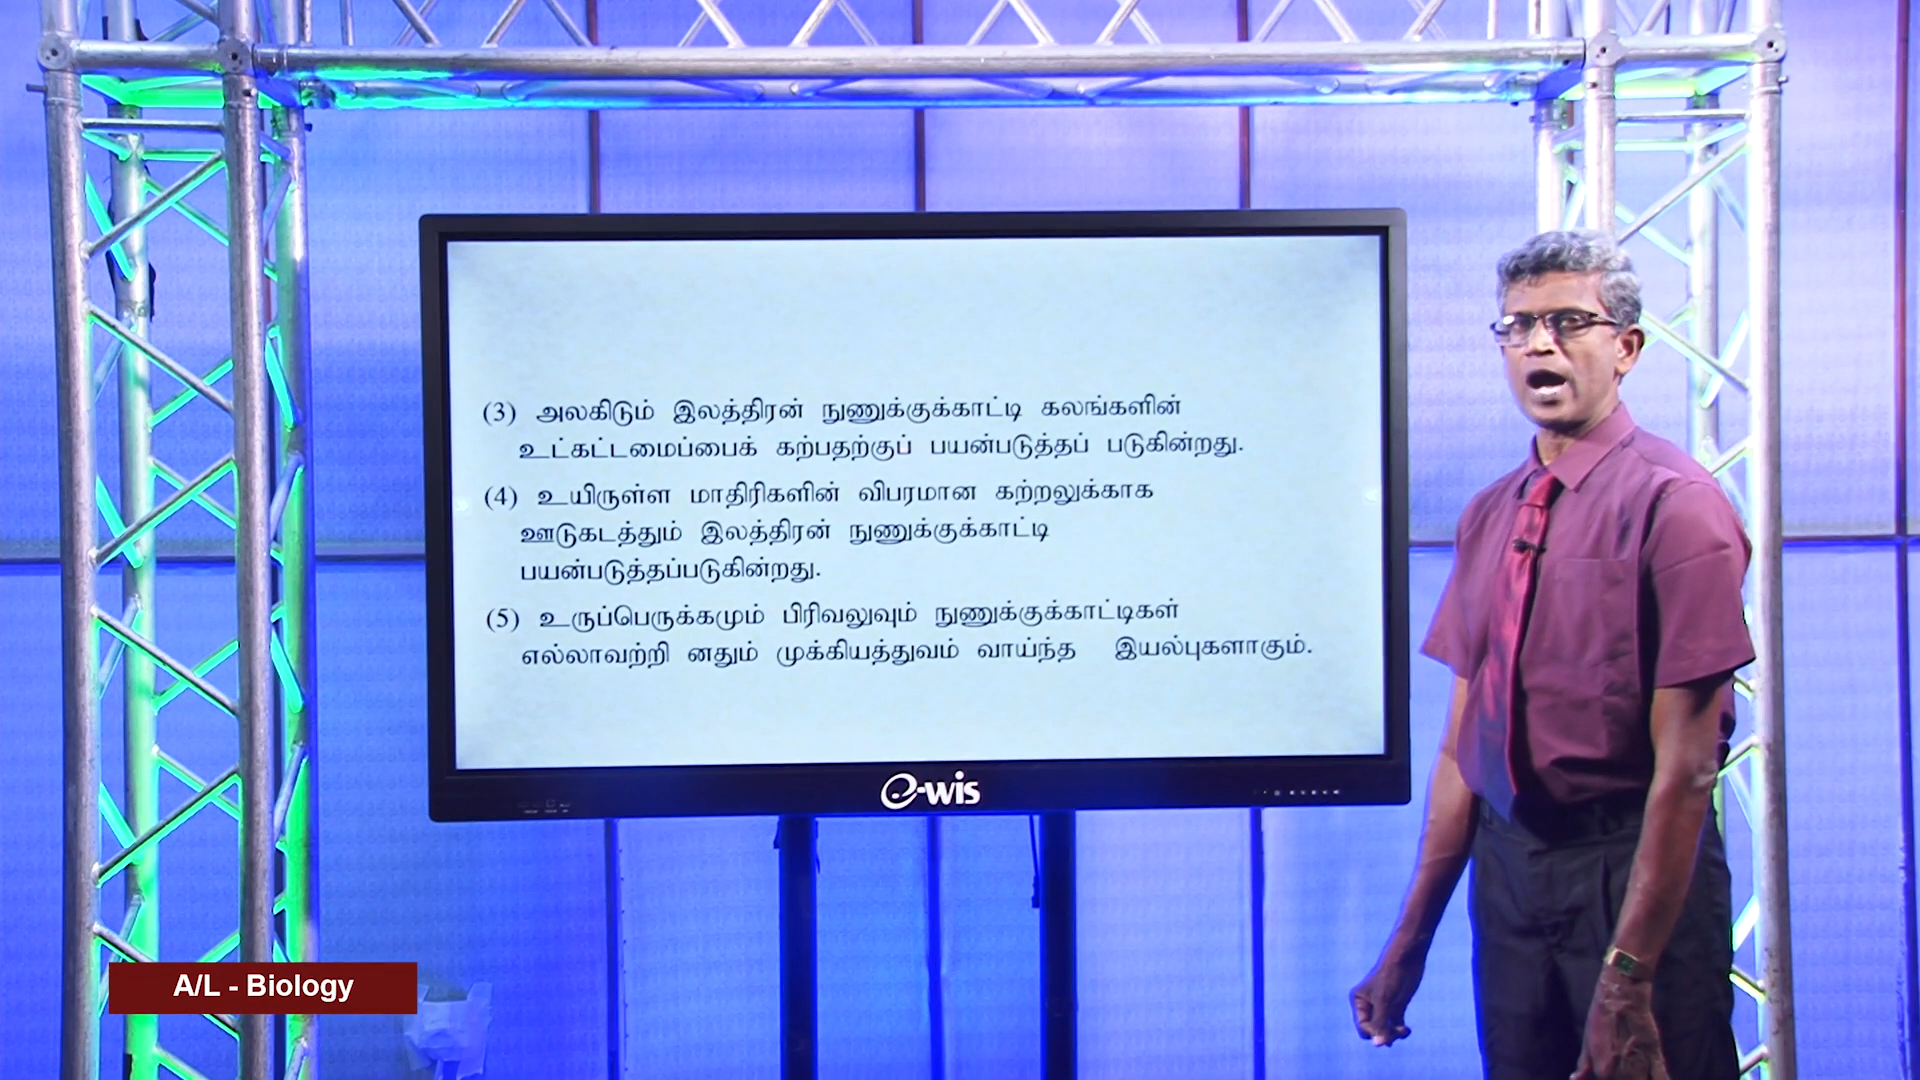 (3) அலகிடும் இலத்திரன் நுணுக்குக்காட்டி கலங்களின்
உட்கட்டமைப்பைக் கற்பதற்குப் பயன்படுத்தப் படுகின்றது.
(4) உயிருள்ள மாதிரிகளின் விபரமான கற்றலுக்காக
ஊடுகடத்தும் இலத்திரன் நுணுக்குக்காட்டி
பயன்படுத்தப்படுகின்றது.
(5) உருப்பெருக்கமும் பிரிவலுவும் நுணுக்குக்காட்டிகள்
எல்லாவற்றி னதும் முக்கியத்துவம் வாய்ந்த இயல்புகளாகும்.
e-wis
A/L - Biology